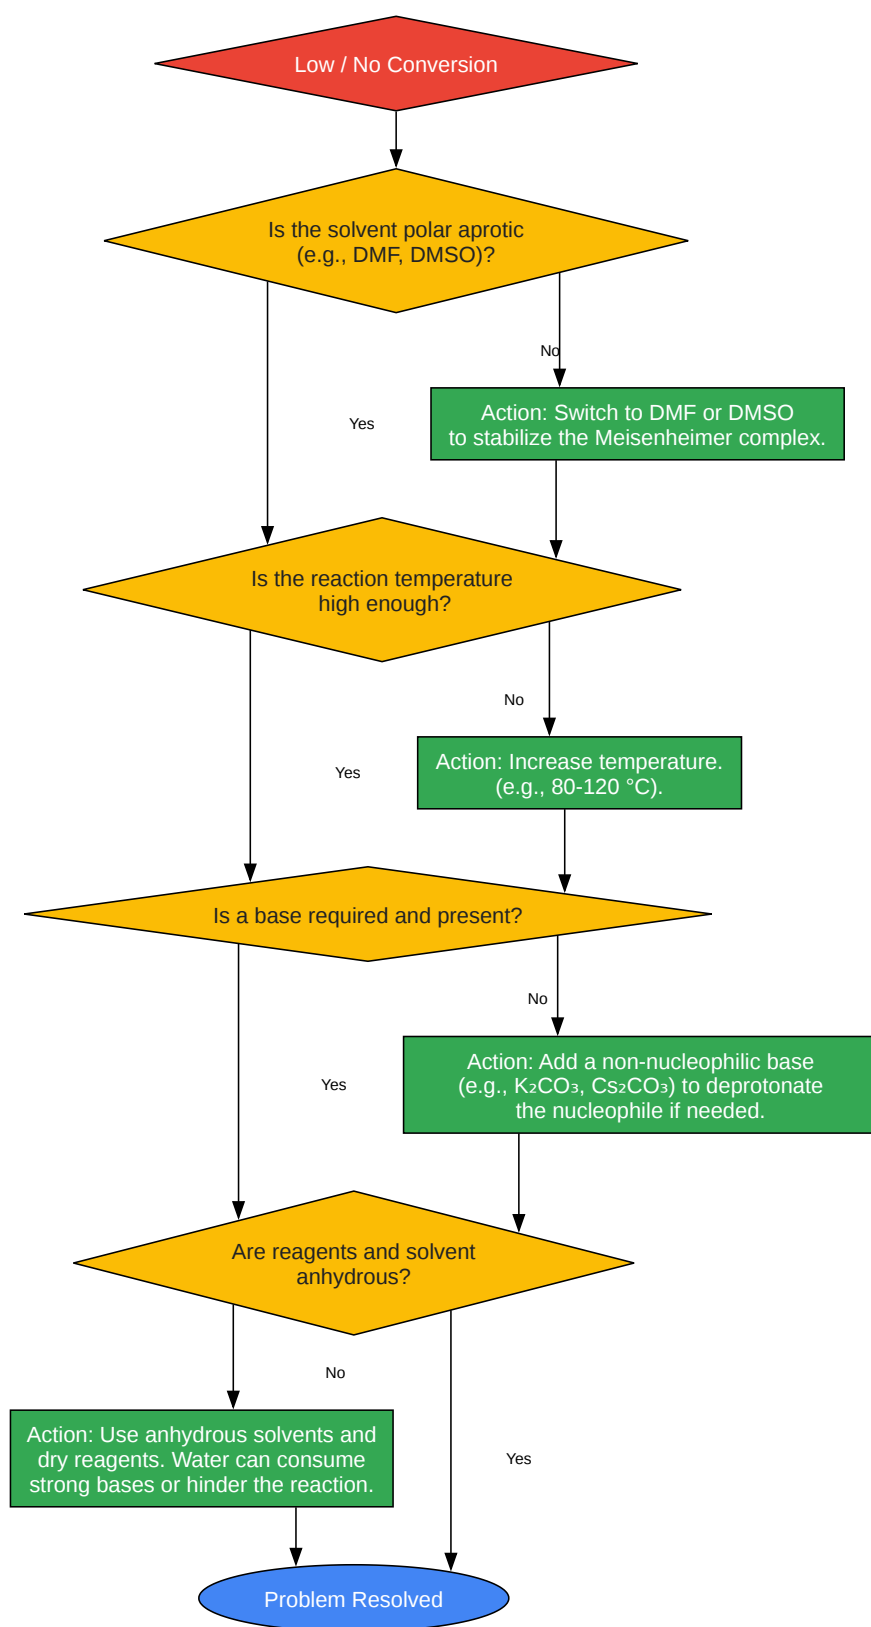 Low / No Conversion
Is the solvent polar aprotic
(e.g., DMF, DMSO)?
No
Action: Switch to DMF or DMSO
to stabilize the Meisenheimer complex.
Yes
Is the reaction temperature
high enough?
No
Action: Increase temperature.
(e.g., 80-120 °C).
Yes
Is a base required and present?
No
Action: Add a non-nucleophilic base
(e.g., K₂CO₃, Cs₂CO₃) to deprotonate
the nucleophile if needed.
Yes
Are reagents and solvent
anhydrous?
No
Action: Use anhydrous solvents and
dry reagents. Water can consume
strong bases or hinder the reaction.
Yes
Problem Resolved